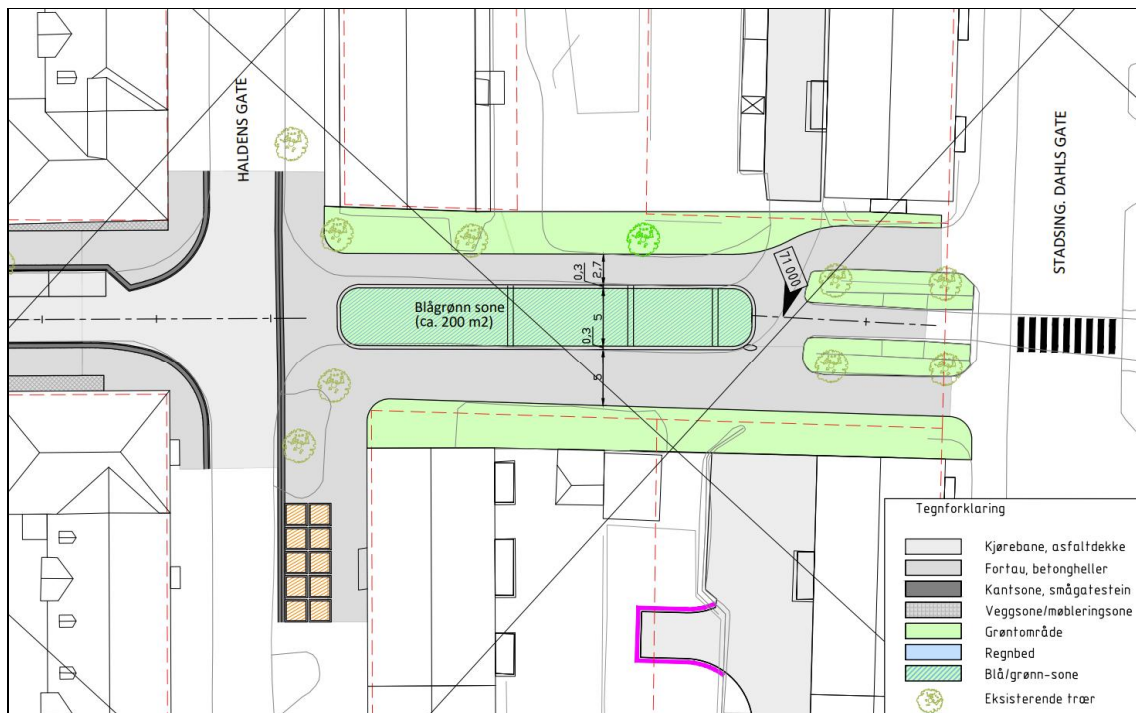 HALDENS GATE
STADSING. DAHLS GATE
0,3
2,7
71 000
Blågrønn sone
(ca. 200 m2)
5
0,3
5
Tegnforklaring
Kjørebane, asfaltdekke
Fortau, betongheller
Kantsone, smågatestein
Veggsone/møbleringsone
Grøntområde
Regnbed
Blå/grønn-sone
Eksisterende trær